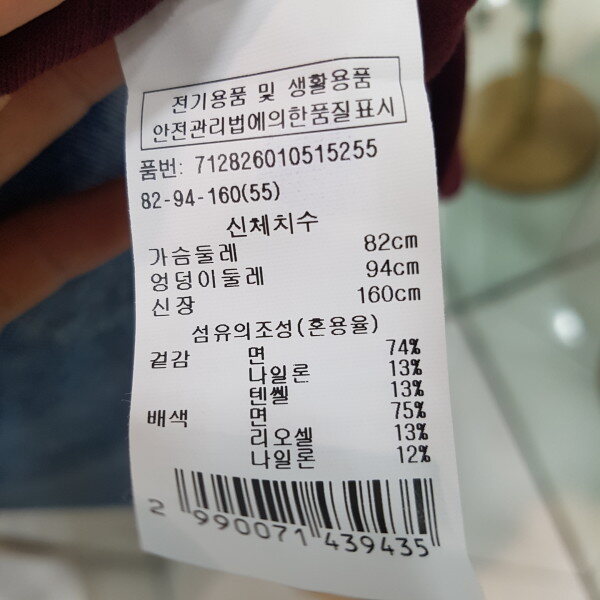 전기용품 및 생활용품
안전관리법에의한품질표시
품번: 712826010515255
82-94-160(55)
신체치수
가슴둘레 82cm
엉덩이둘레 94cm
신장 160cm
섬유의조성(혼용율)
겉감 면 74%
나일론 13%
텐셀 13%
배색 면 75%
리오셀 13%
나일론 12%
2 990071 439435